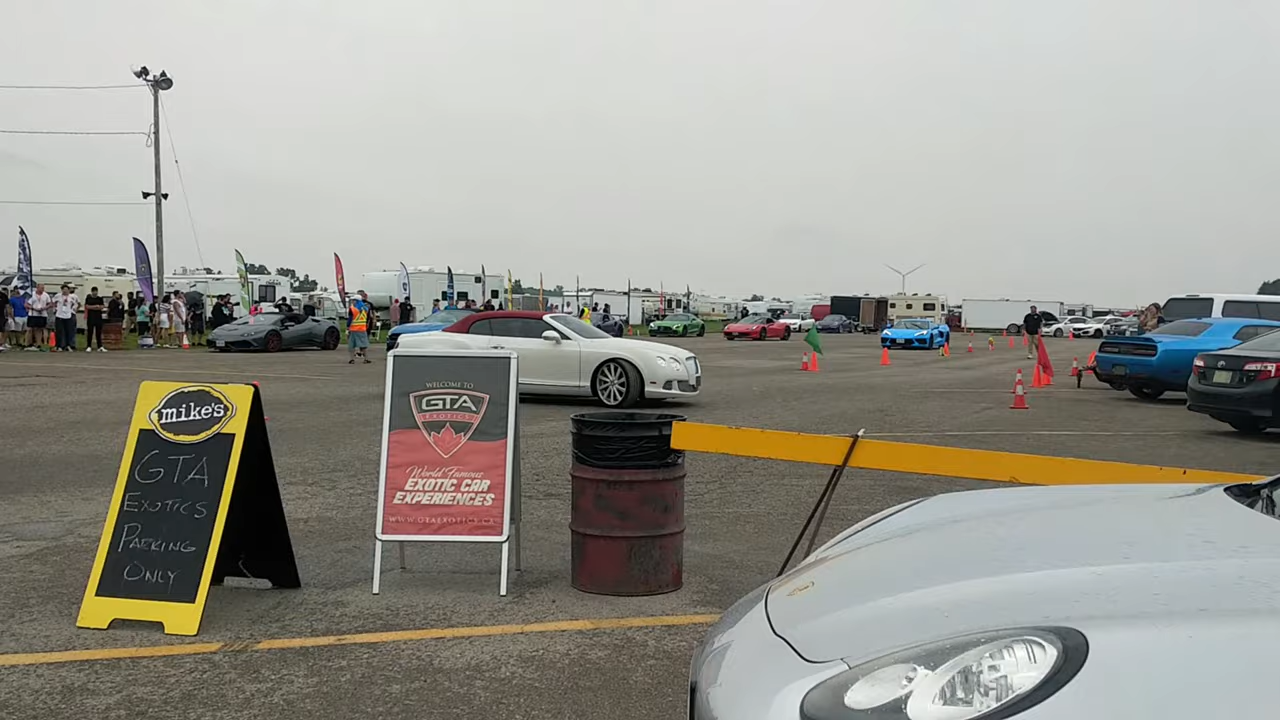 mike's
GTA
EXOTICS
PARKING
ONLY
WELCOME TO
GTA
EXOTICS
World Famous
EXOTIC CAR
EXPERIENCES
WWW.GTAEXOTICS.CA